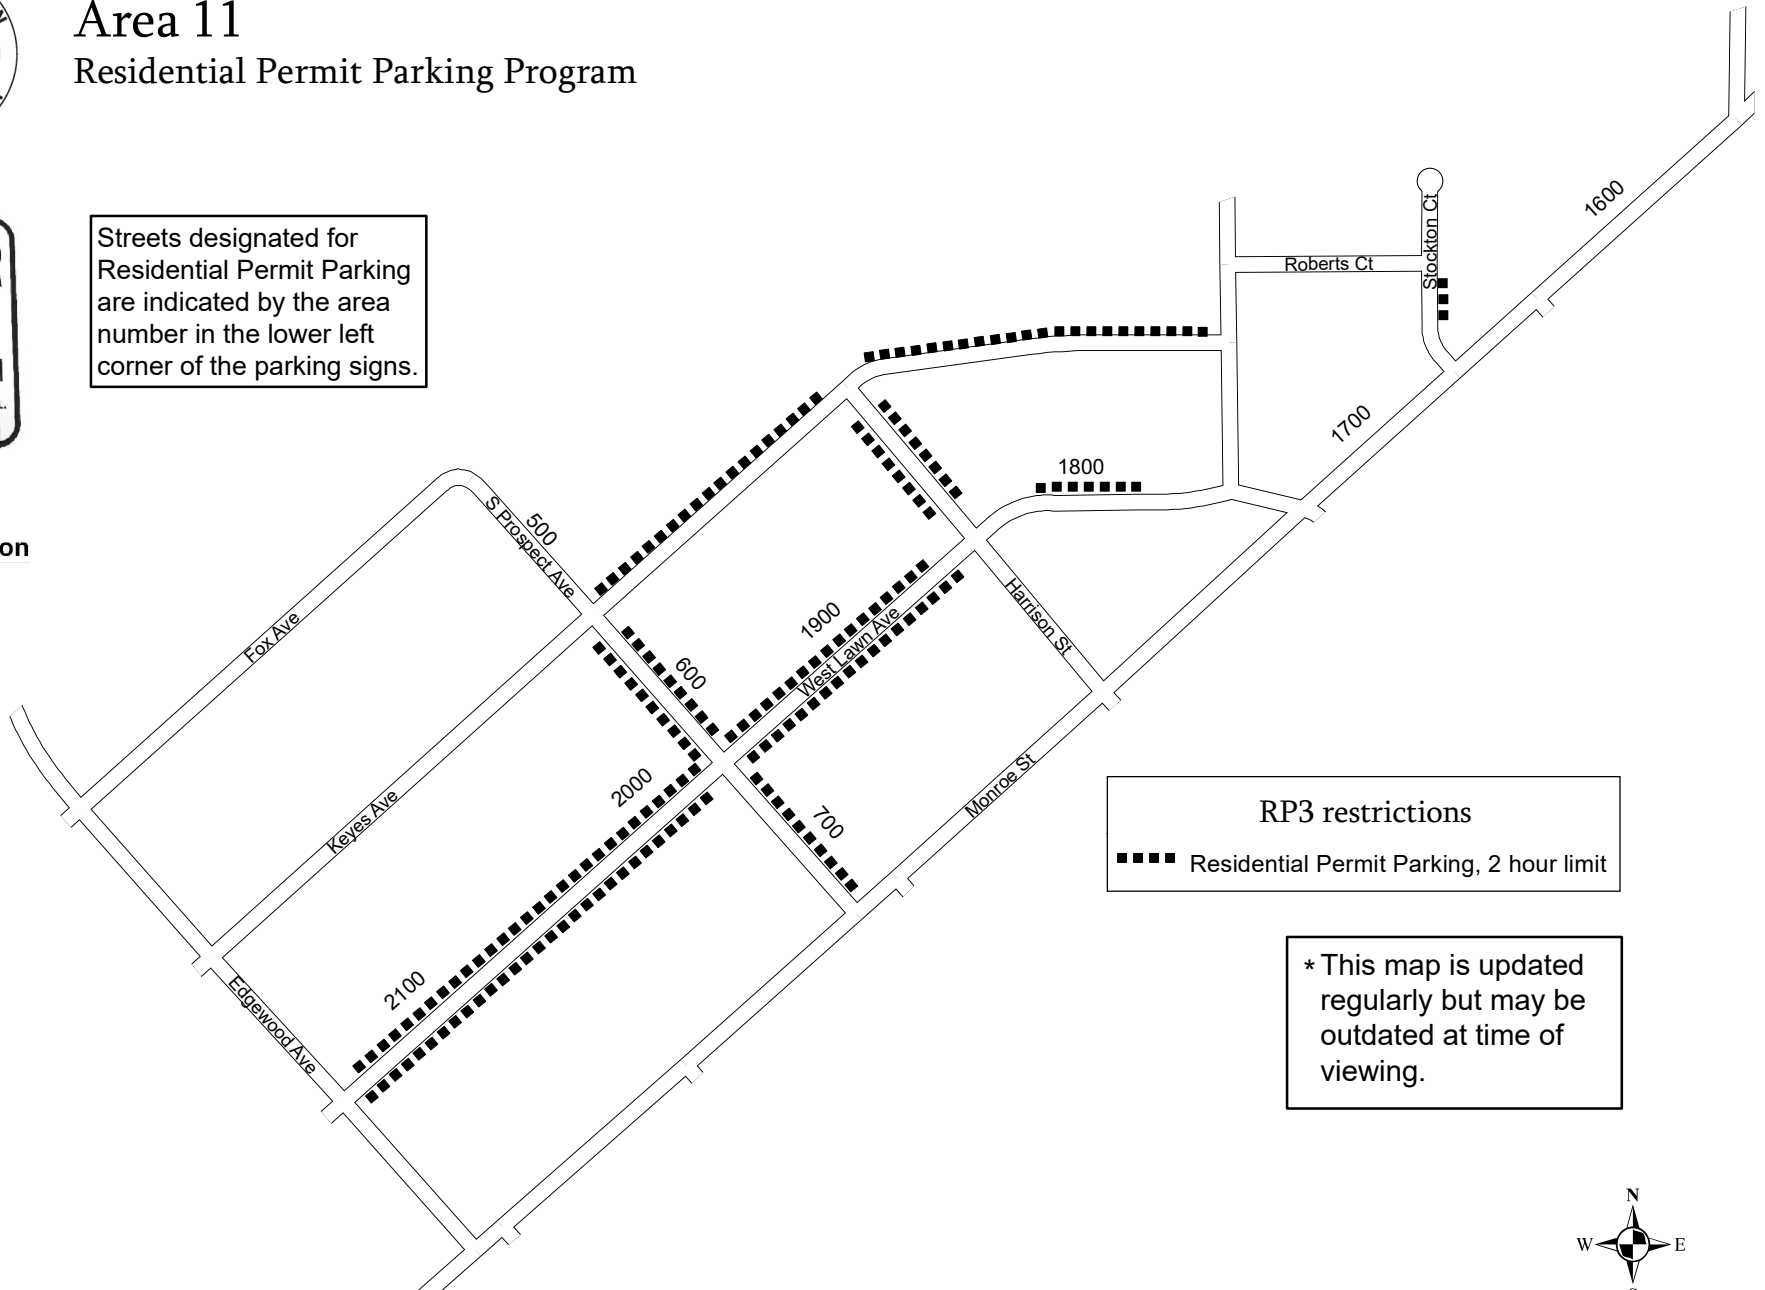 Area 11
Residential Permit Parking Program
Streets designated for
Residential Permit Parking
are indicated by the area
number in the lower left
corner of the parking signs.
on
1600
Stockton Ct
Roberts Ct
1700
1800
500
S Prospect Ave
Fox Ave
Harrison St
1900
West Lawn Ave
600
2000
Keyes Ave
700
Monroe St
2100
Edgewood Ave
RP3 restrictions
Residential Permit Parking, 2 hour limit
* This map is updated
regularly but may be
outdated at time of
viewing.
N
W E